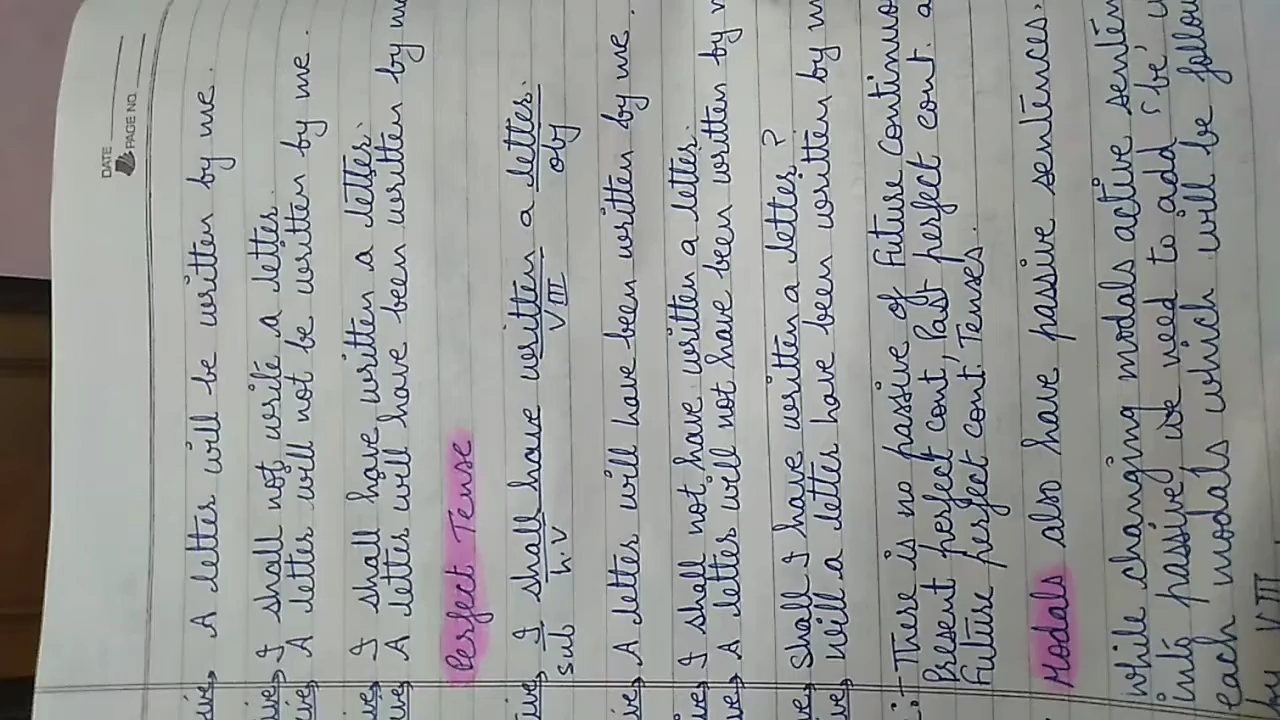 DATE
PAGE NO.
A letter will be written by me.
I shall not write a letter.
A letter will not be written by me.
I shall have written a letter.
A letter will have been written by me
Perfect Tense
I shall have written a letter.
sub h.v VIII obj
A letter will have been written by me.
I shall not have written a letter.
A letter will not have been written by
Shall I have written a letter?
will a letter have been written by
:- There is no passive of Future Continuo
Present perfect cont, Past perfect cont. a
Future perfect cont. Tenses.
Modals also have passive sentences.
While changing modals active senten
into passive we need to add 'be'
each modals which will be follow
by VIII